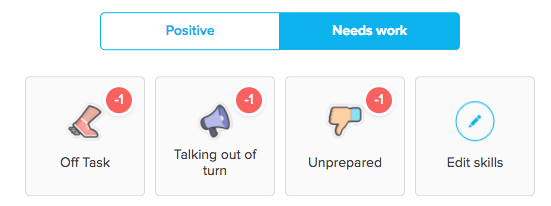 Positive
Needs work
-1
-1
-1
Off Task
Talking out of
turn
Unprepared
Edit skills